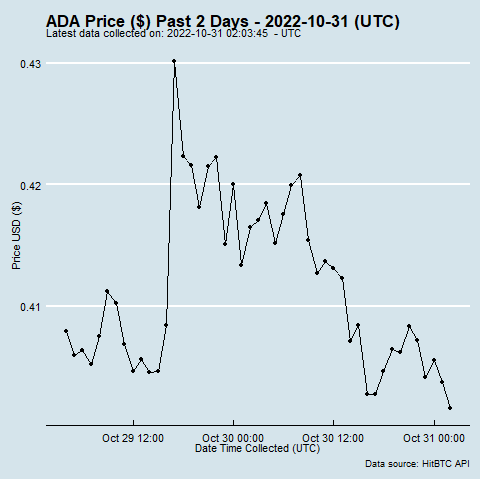 ADA Price ($) Past 2 Days - 2022-10-31 (UTC)
Latest data collected on: 2022-10-31 02:03:45 - UTC
0.43
0.42
0.41
Price USD ($)
Oct 29 12:00 Oct 30 00:00 Oct 30 12:00 Oct 31 00:00
Date Time Collected (UTC)
Data source: HitBTC API